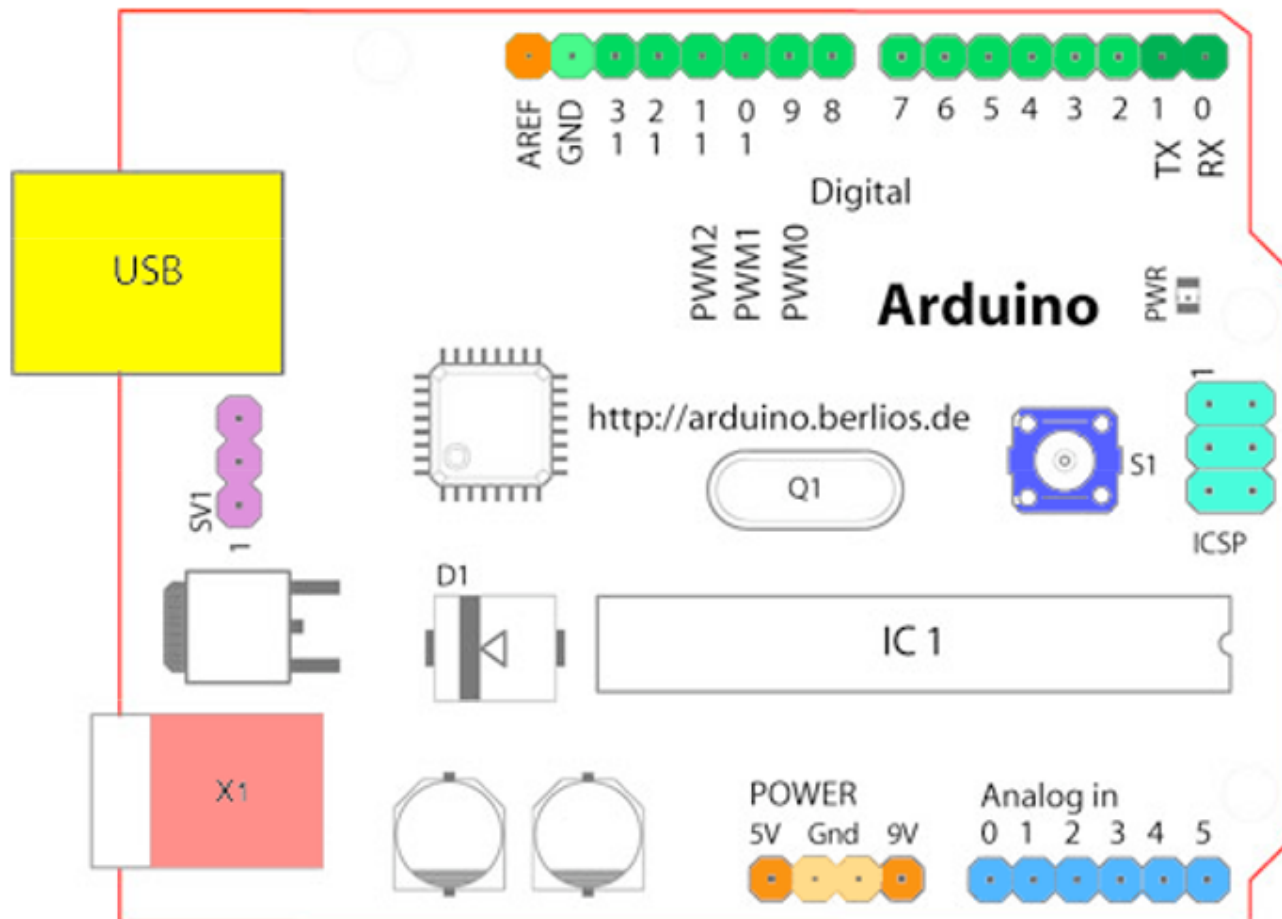 AREF
GND
3 2 1 0 9 8 7 6 5 4 3 2 1 0
1 1 1 1
TX
RX
Digital
USB
PWM2
PWM1
PWM0
Arduino
PWR
1
http://arduino.berlios.de
S1
Q1
SV1
1
ICSP
D1
IC 1
X1
POWER
Analog in
5V Gnd 9V
0 1 2 3 4 5